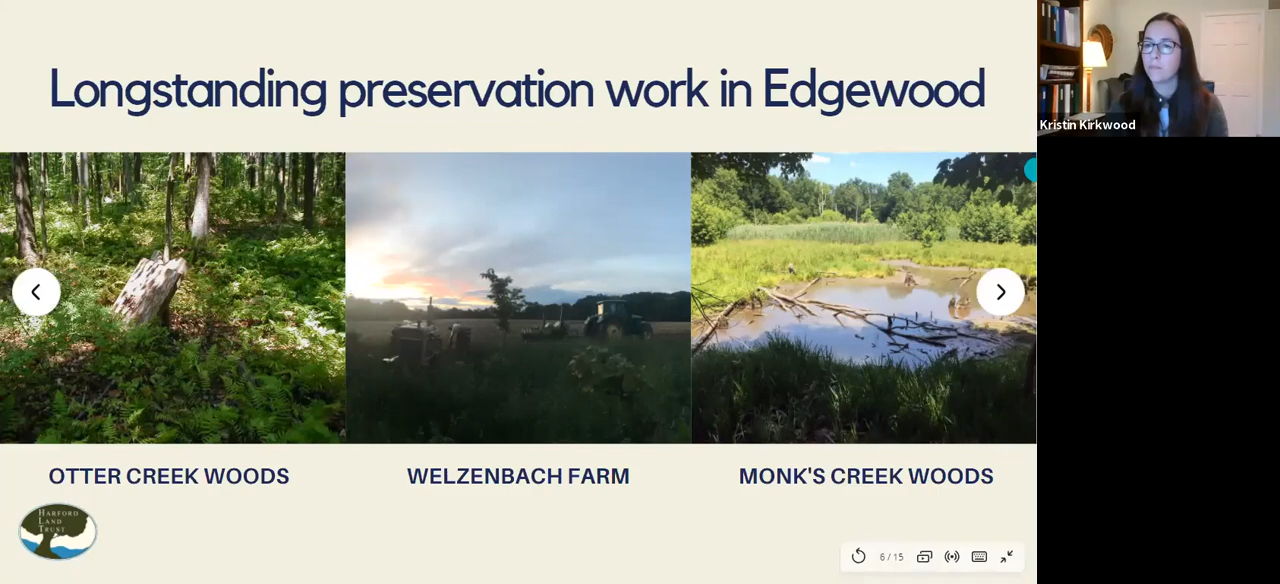 Longstanding preservation work in Edgewood
Kristin Kirkwood
OTTER CREEK WOODS
WELZENBACH FARM
MONK'S CREEK WOODS
HARFORD
LAND
TRUST
6 / 15